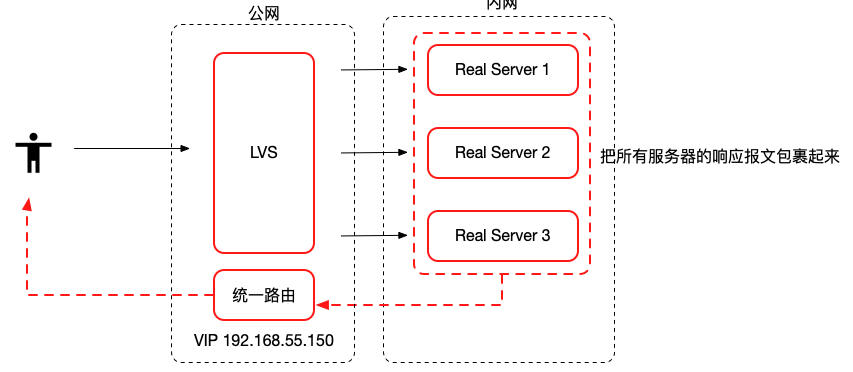 公网
内网
LVS
Real Server 1
Real Server 2
把所有服务器的响应报文包裹起来
Real Server 3
统一路由
VIP 192.168.55.150